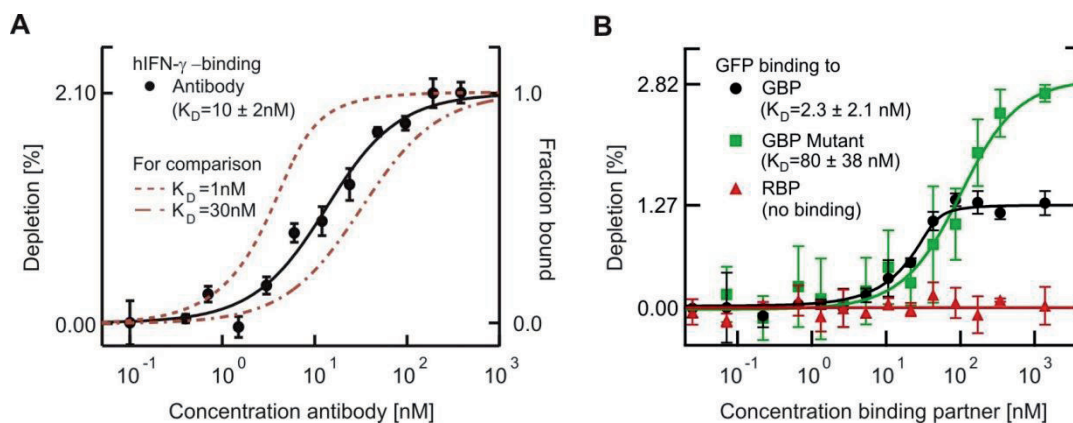 A
hIFN-γ –binding
Antibody
(K_D=10 ± 2nM)
For comparison
K_D=1nM
K_D=30nM
2.10
0.00
Depletion [%]
1.0
0.0
Fraction bound
10^-1
10^0
10^1
10^2
10^3
Concentration antibody [nM]
B
GFP binding to
GBP
(K_D=2.3 ± 2.1 nM)
GBP Mutant
(K_D=80 ± 38 nM)
RBP
(no binding)
2.82
1.27
0.00
Depletion [%]
10^-1
10^0
10^1
10^2
10^3
Concentration binding partner [nM]